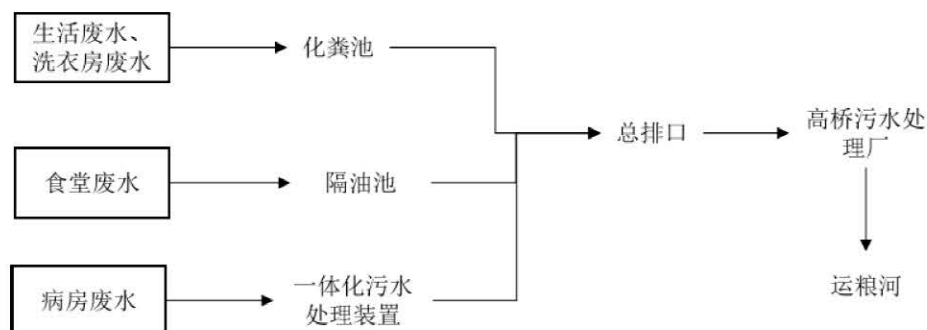 生活废水、
洗衣房废水
化粪池
总排口
高桥污水处
理厂
食堂废水
隔油池
病房废水
一体化污水
处理装置
运粮河